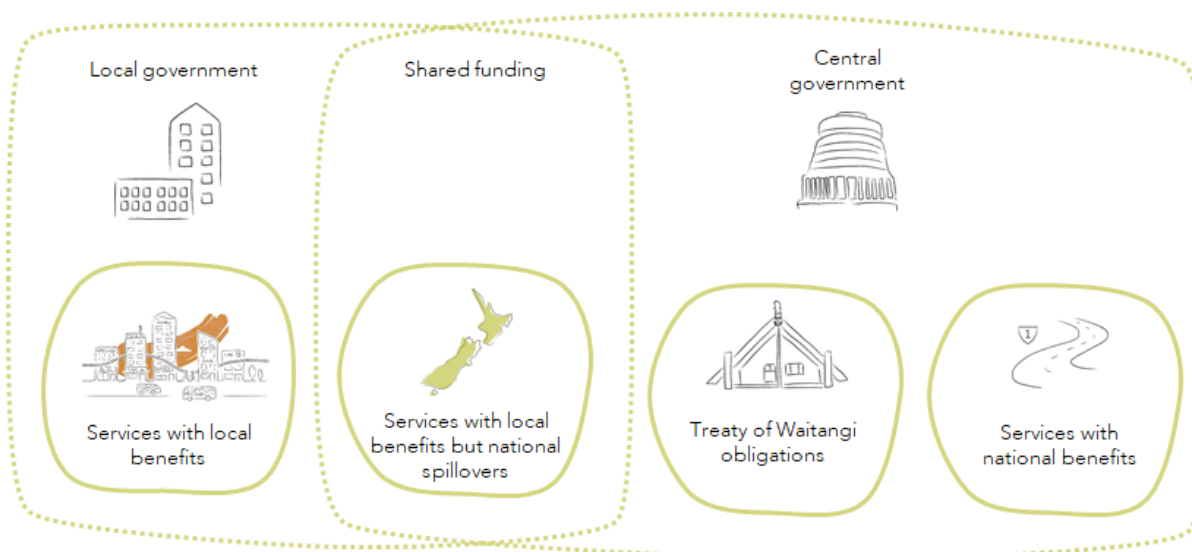 Local government
Shared funding
Central
government
Services with local
benefits
Services with local
benefits but national
spillovers
Treaty of Waitangi
obligations
1
Services with
national benefits